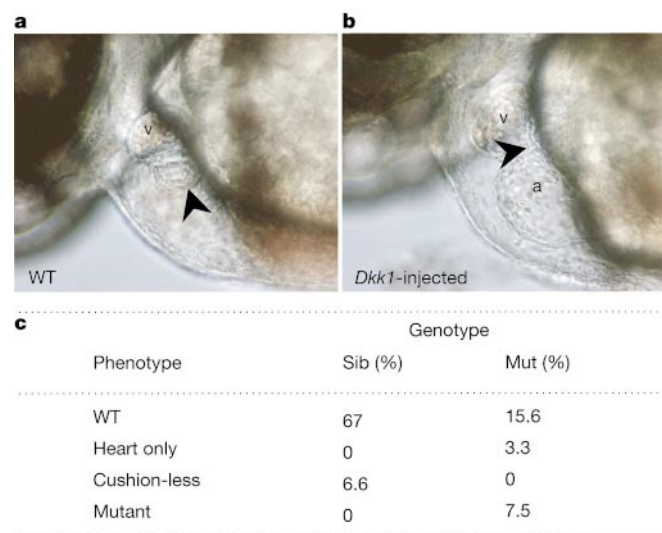 a
b
v
WT
v
a
Dkk1-injected
c
Genotype
Phenotype Sib (%) Mut (%)
WT 67 15.6
Heart only 0 3.3
Cushion-less 6.6 0
Mutant 0 7.5